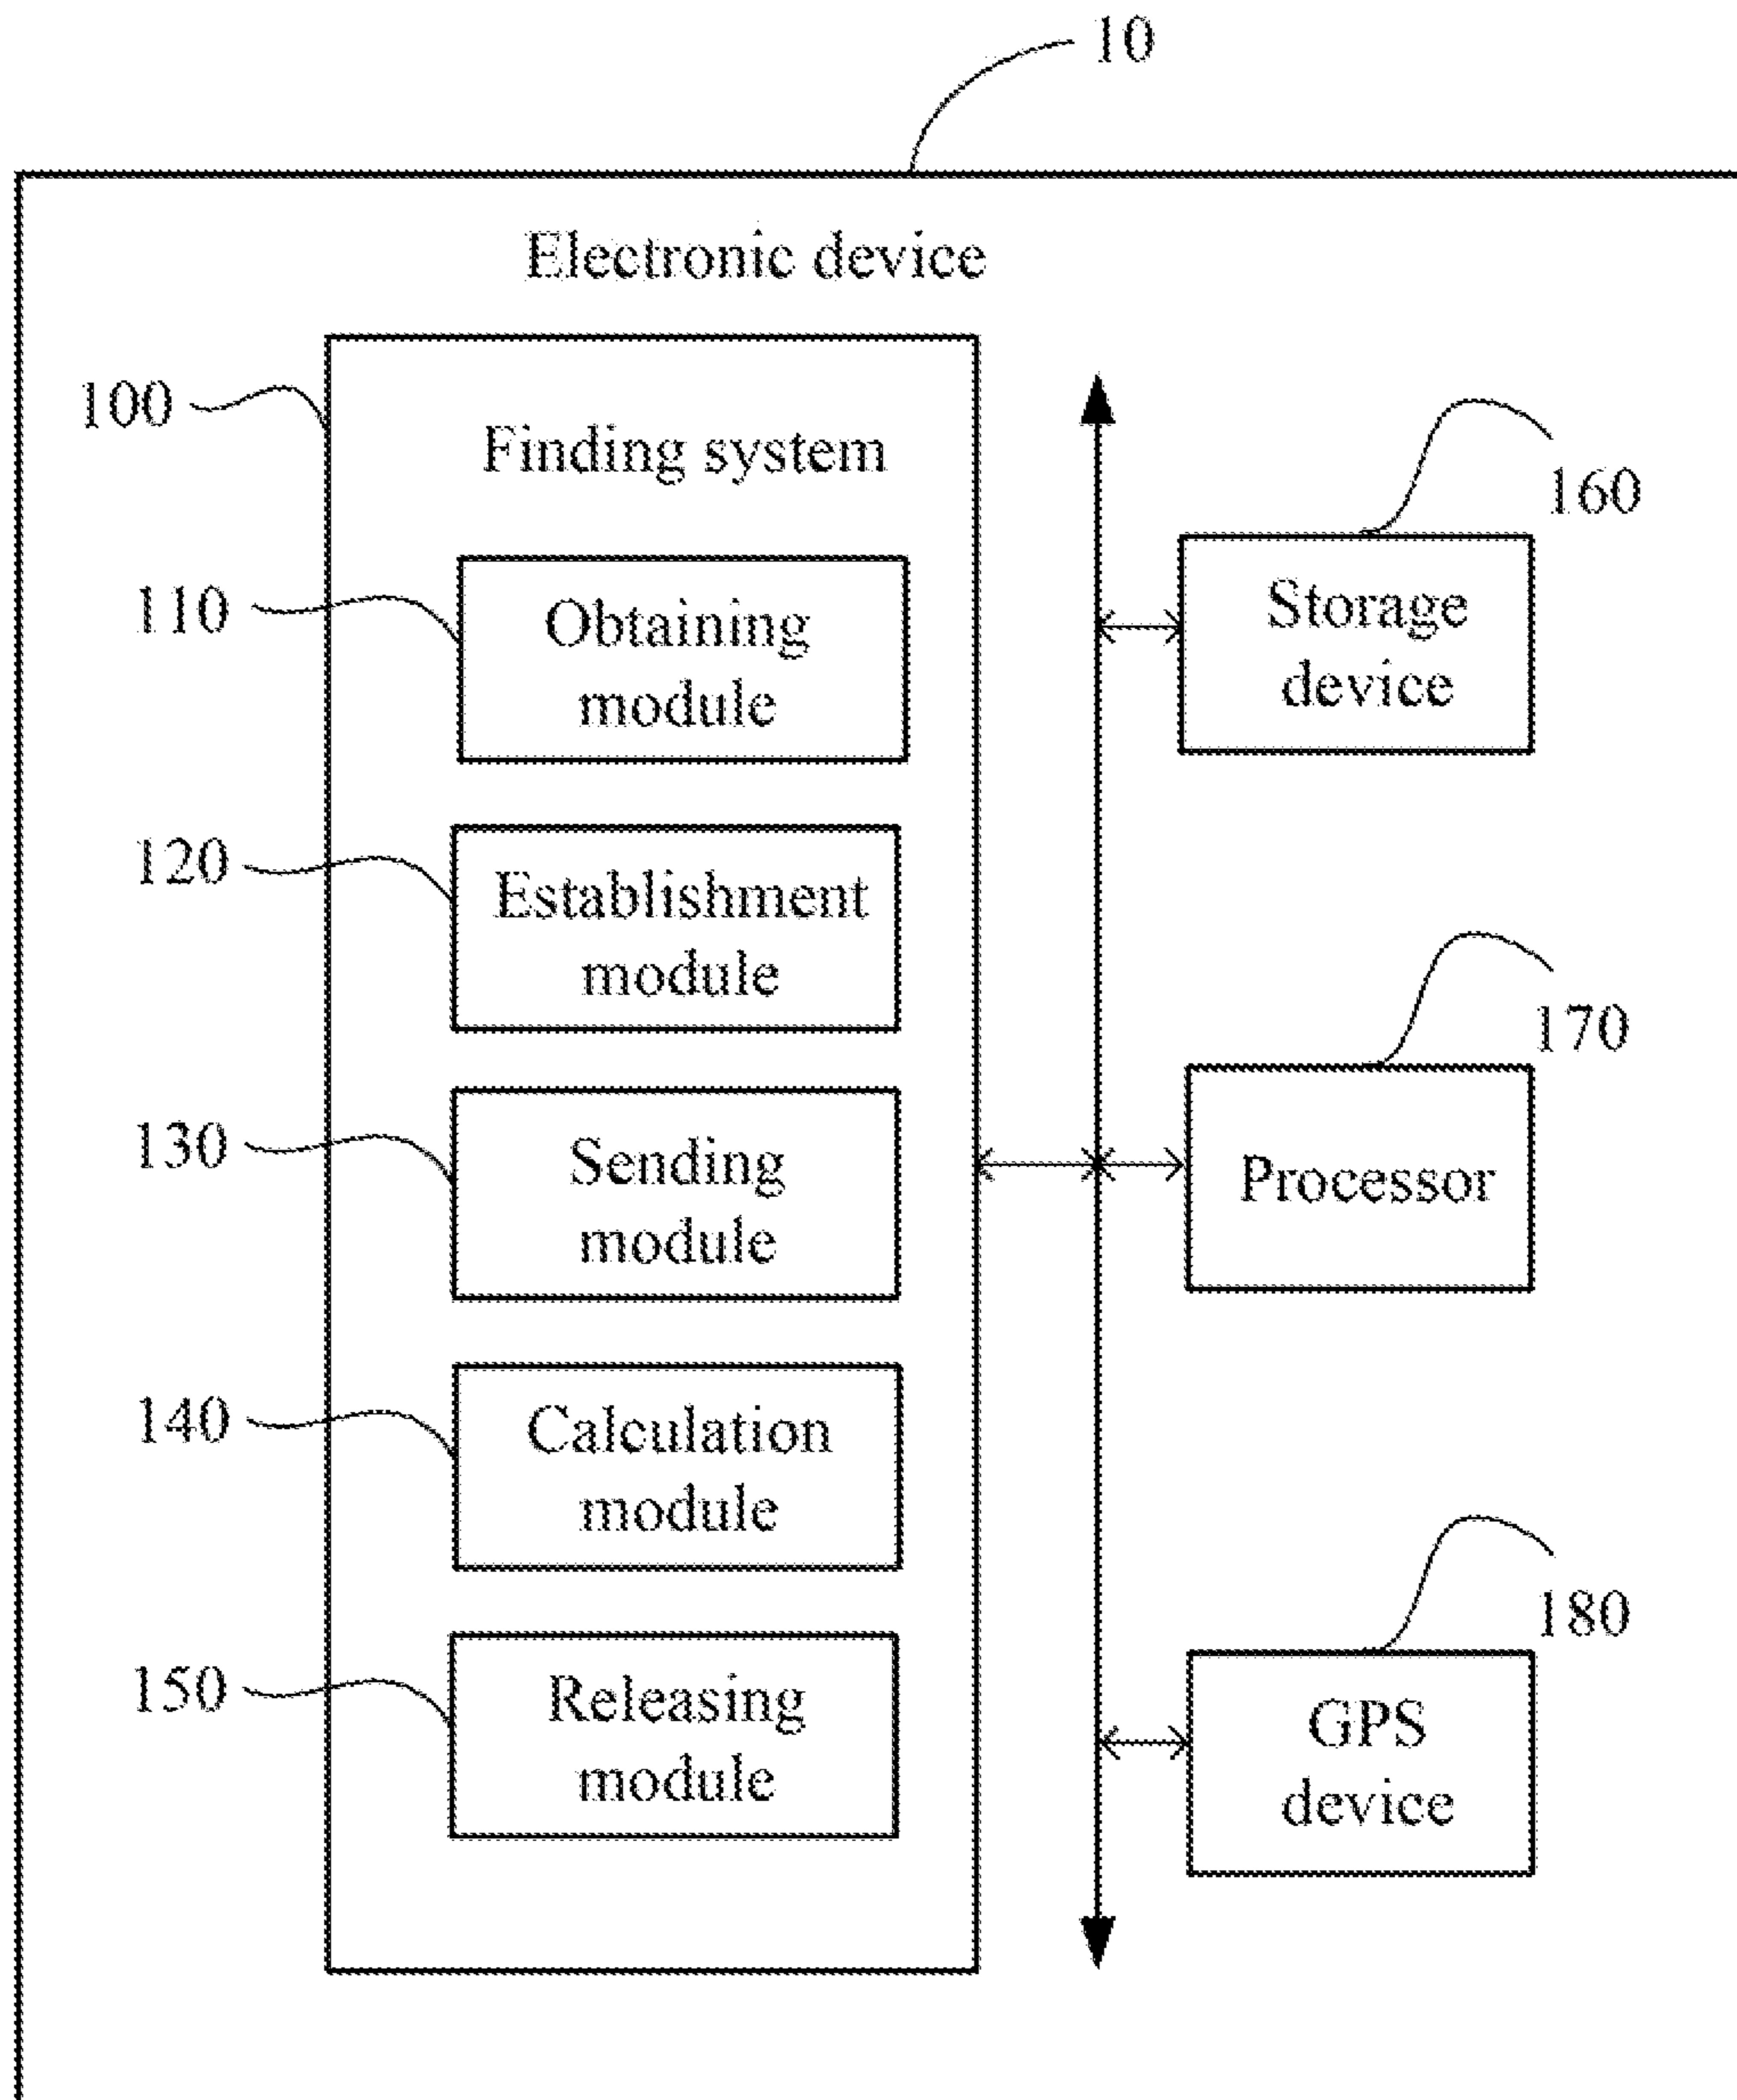 10
Electronic device
100
Finding system
110
Obtaining
module
120
Establishment
module
130
Sending
module
140
Calculation
module
150
Releasing
module
160
Storage
device
170
Processor
180
GPS
device